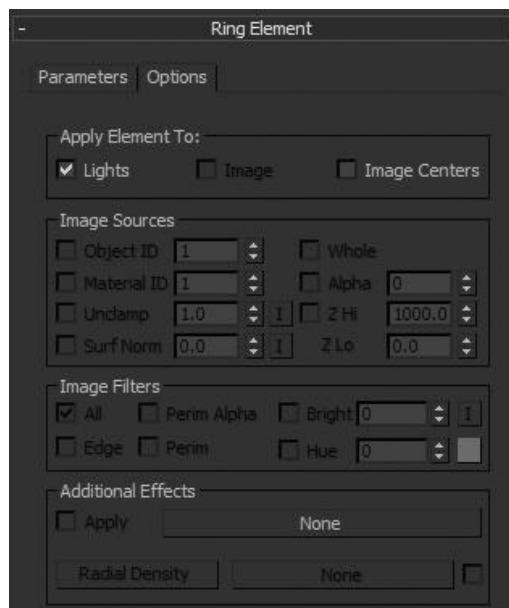 - Ring Element
Parameters Options
Apply Element To:
Lights Image Image Centers
Image Sources
Object ID 1 Whole
Material ID 1 Alpha 0
Unclamp 1.0 I Z Hi 1000.0
Surf Norm 0.0 I Z Lo 0.0
Image Filters
All Perim Alpha Bright 0 I
Edge Perim Hue 0
Additional Effects
Apply None
Radial Density None